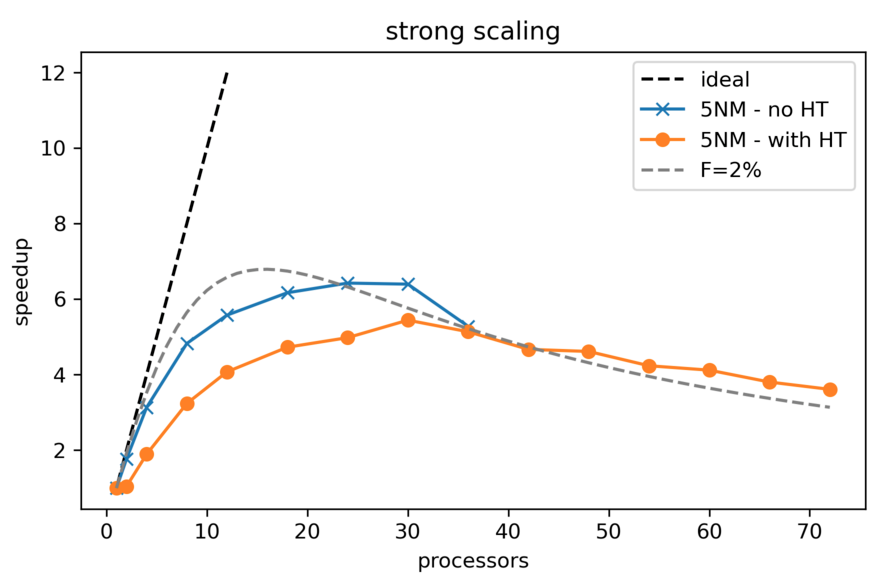 strong scaling
ideal
5NM - no HT
5NM - with HT
F=2%
speedup
12
10
8
6
4
2
0 10 20 30 40 50 60 70
processors